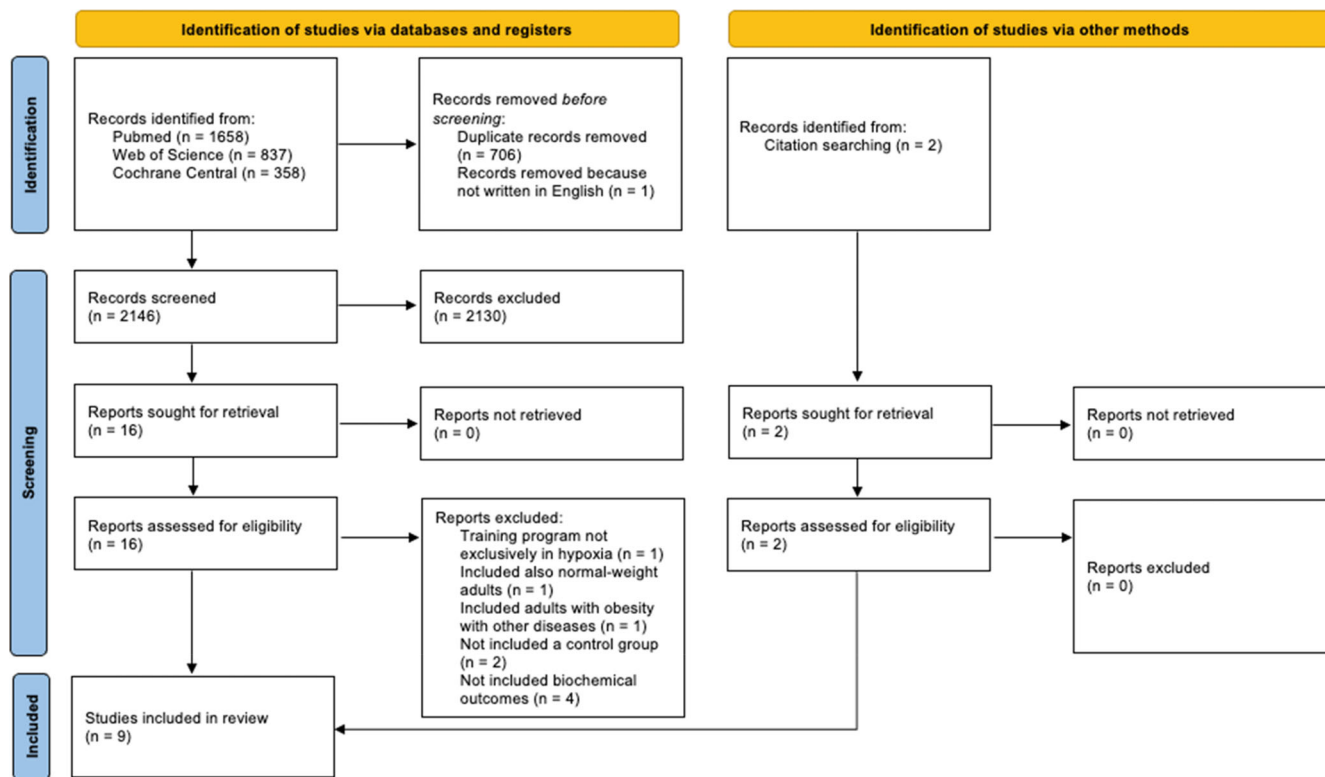 Identification of studies via databases and registers
Identification of studies via other methods
Identification
Records identified from:
Pubmed (n = 1658)
Web of Science (n = 837)
Cochrane Central (n = 358)
Records removed before
screening:
Duplicate records removed
(n = 706)
Records removed because
not written in English (n = 1)
Records identified from:
Citation searching (n = 2)
Screening
Records screened
(n = 2146)
Records excluded
(n = 2130)
Reports sought for retrieval
(n = 16)
Reports not retrieved
(n = 0)
Reports sought for retrieval
(n = 2)
Reports not retrieved
(n = 0)
Reports assessed for eligibility
(n = 16)
Reports excluded:
Training program not
exclusively in hypoxia (n = 1)
Included also normal-weight
adults (n = 1)
Included adults with obesity
with other diseases (n = 1)
Not included a control group
(n = 2)
Not included biochemical
outcomes (n = 4)
Reports assessed for eligibility
(n = 2)
Reports excluded
(n = 0)
Included
Studies included in review
(n = 9)